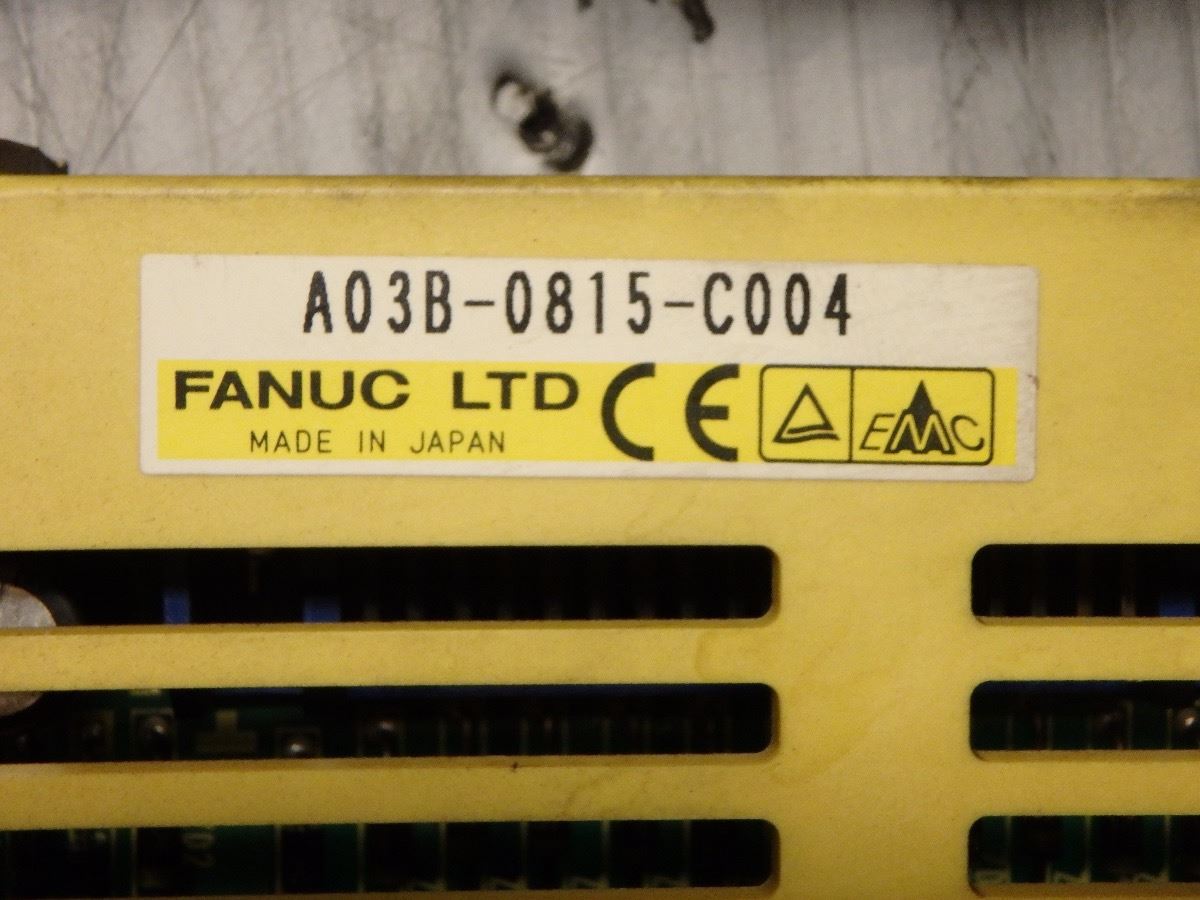 A03B-0815-C004
FANUC LTD CE EMC
MADE IN JAPAN